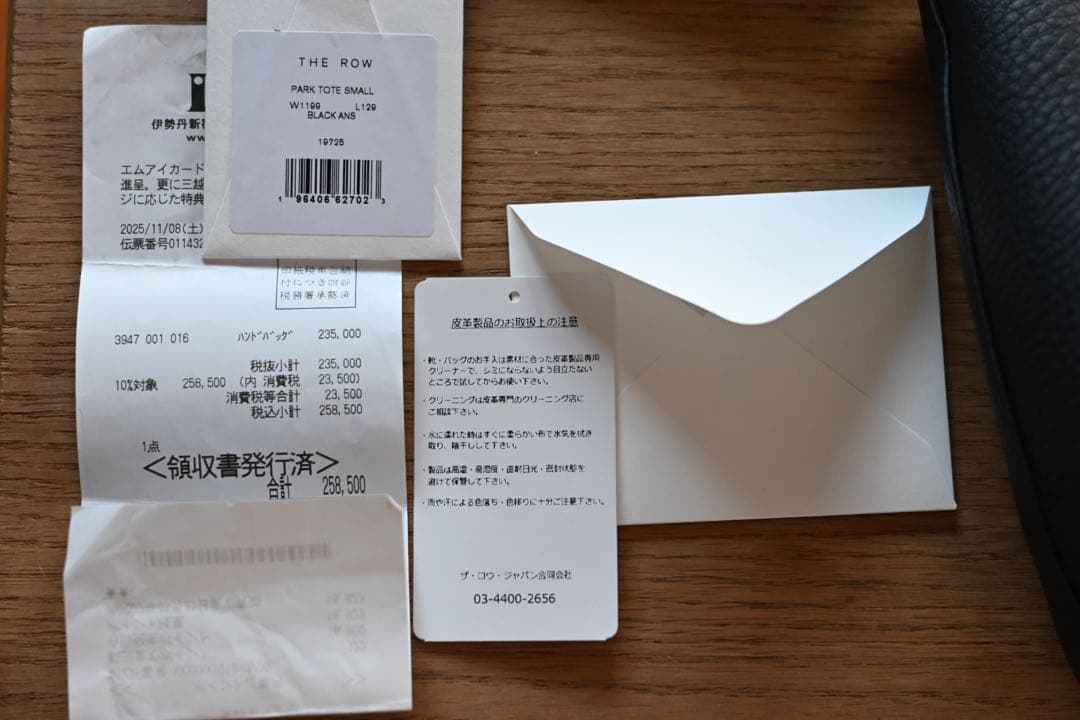 伊勢丹新
エムアイカード
進呈。更に三越
ジに応じた特典
2025/11/08(土)
伝票番号011432
THE ROW
PARK TOTE SMALL
W1199 L129
BLACK ANS
19725
1 96406 62702 3
印紙税申告納
付につき四谷
税務署承認済
3947 001 016 ハンドバッグ 235,000
税抜小計 235,000
10%対象 258,500 (内 消費税 23,500)
消費税等合計 23,500
税込小計 258,500
1点
<領収書発行済>
合計 258,500
皮革製品のお取扱上の注意
・靴・バッグのお手入は素材に合った皮革製品専用
クリーナーで、シミにならないよう目立たない
ところで試してからお使い下さい。
・クリーニングは皮革専門のクリーニング店に
ご相談下さい。
・水に濡れた時はすぐに柔らかい布で水気を拭き
取り、陰干しして下さい。
・製品は高温・高湿度・直射日光・密封状態を
避けて保管して下さい。
・雨や汗による色落ち・色移りに十分ご注意下さい。
ザ・ロウ・ジャパン合同会社
03-4400-2656